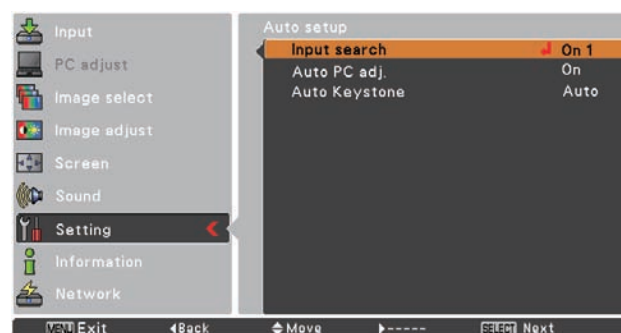 Input
PC adjust
Image select
Image adjust
Screen
Sound
Setting
Information
Network
Auto setup
Input search On 1
Auto PC adj. On
Auto Keystone Auto
MENU Exit ◄Back Move ►----- SELECT Next